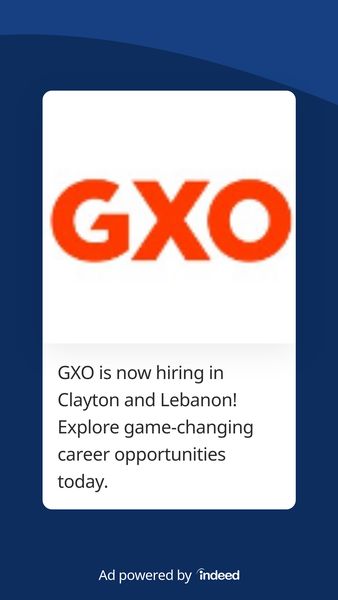 GXO
GXO is now hiring in
Clayton and Lebanon!
Explore game-changing
career opportunities
today.
Ad powered by indeed